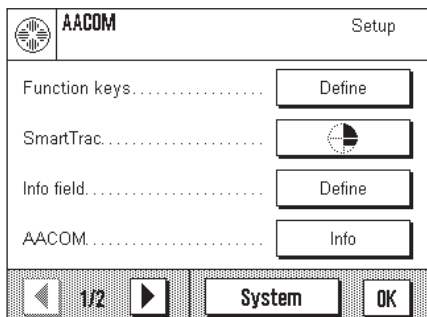 AACOM Setup
Function keys................. Define
SmartTrac......................
Info field....................... Define
AACOM....................... Info
1/2 System OK